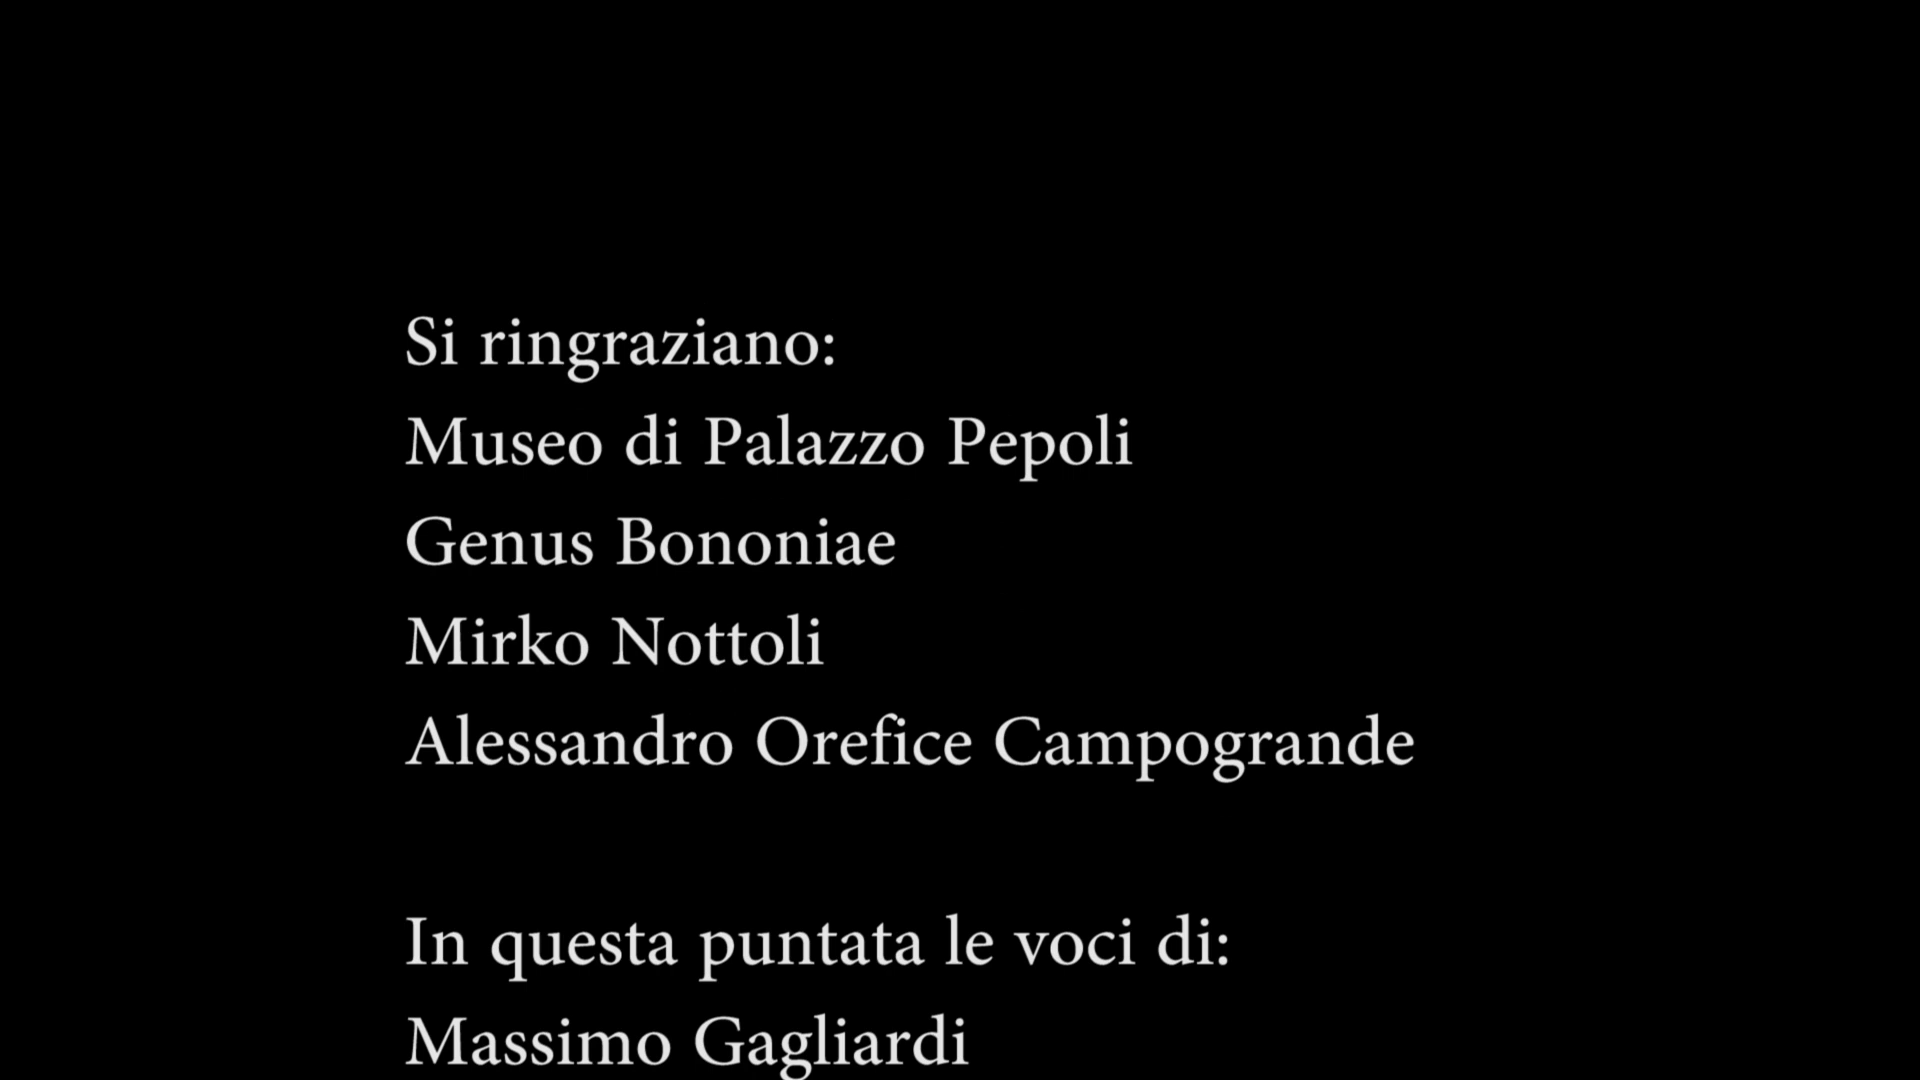 Si ringraziano:
Museo di Palazzo Pepoli
Genus Bononiae
Mirko Nottoli
Alessandro Orefice Campogrande
In questa puntata le voci di:
Massimo Gagliardi